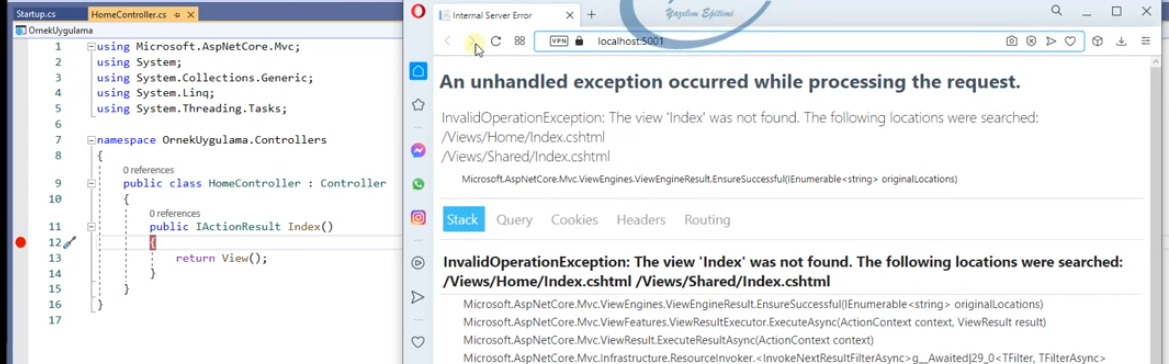 Startup.cs HomeController.cs
OrnekUygulama
1 using Microsoft.AspNetCore.Mvc;
2 using System;
3 using System.Collections.Generic;
4 using System.Linq;
5 using System.Threading.Tasks;
6
7 namespace OrnekUygulama.Controllers
8 {
0 references
9 public class HomeController : Controller
10 {
0 references
11 public IActionResult Index()
12 {
13 return View();
14 }
15 }
16 }
17
Yazılım Eğitimi
Internal Server Error
VPN localhost:5001
An unhandled exception occurred while processing the request.
InvalidOperationException: The view 'Index' was not found. The following locations were searched:
/Views/Home/Index.cshtml
/Views/Shared/Index.cshtml
Microsoft.AspNetCore.Mvc.ViewEngines.ViewEngineResult.EnsureSuccessful(IEnumerable<string> originalLocations)
Stack Query Cookies Headers Routing
InvalidOperationException: The view 'Index' was not found. The following locations were searched:
/Views/Home/Index.cshtml /Views/Shared/Index.cshtml
Microsoft.AspNetCore.Mvc.ViewEngines.ViewEngineResult.EnsureSuccessful(IEnumerable<string> originalLocations)
Microsoft.AspNetCore.Mvc.ViewFeatures.ViewResultExecutor.ExecuteAsync(ActionContext context, ViewResult result)
Microsoft.AspNetCore.Mvc.ViewResult.ExecuteResultAsync(ActionContext context)
Microsoft.AspNetCore.Mvc.Infrastructure.ResourceInvoker.<InvokeNextResultFilterAsync>g__Awaited|29_0<TFilter, TFilterAsync>